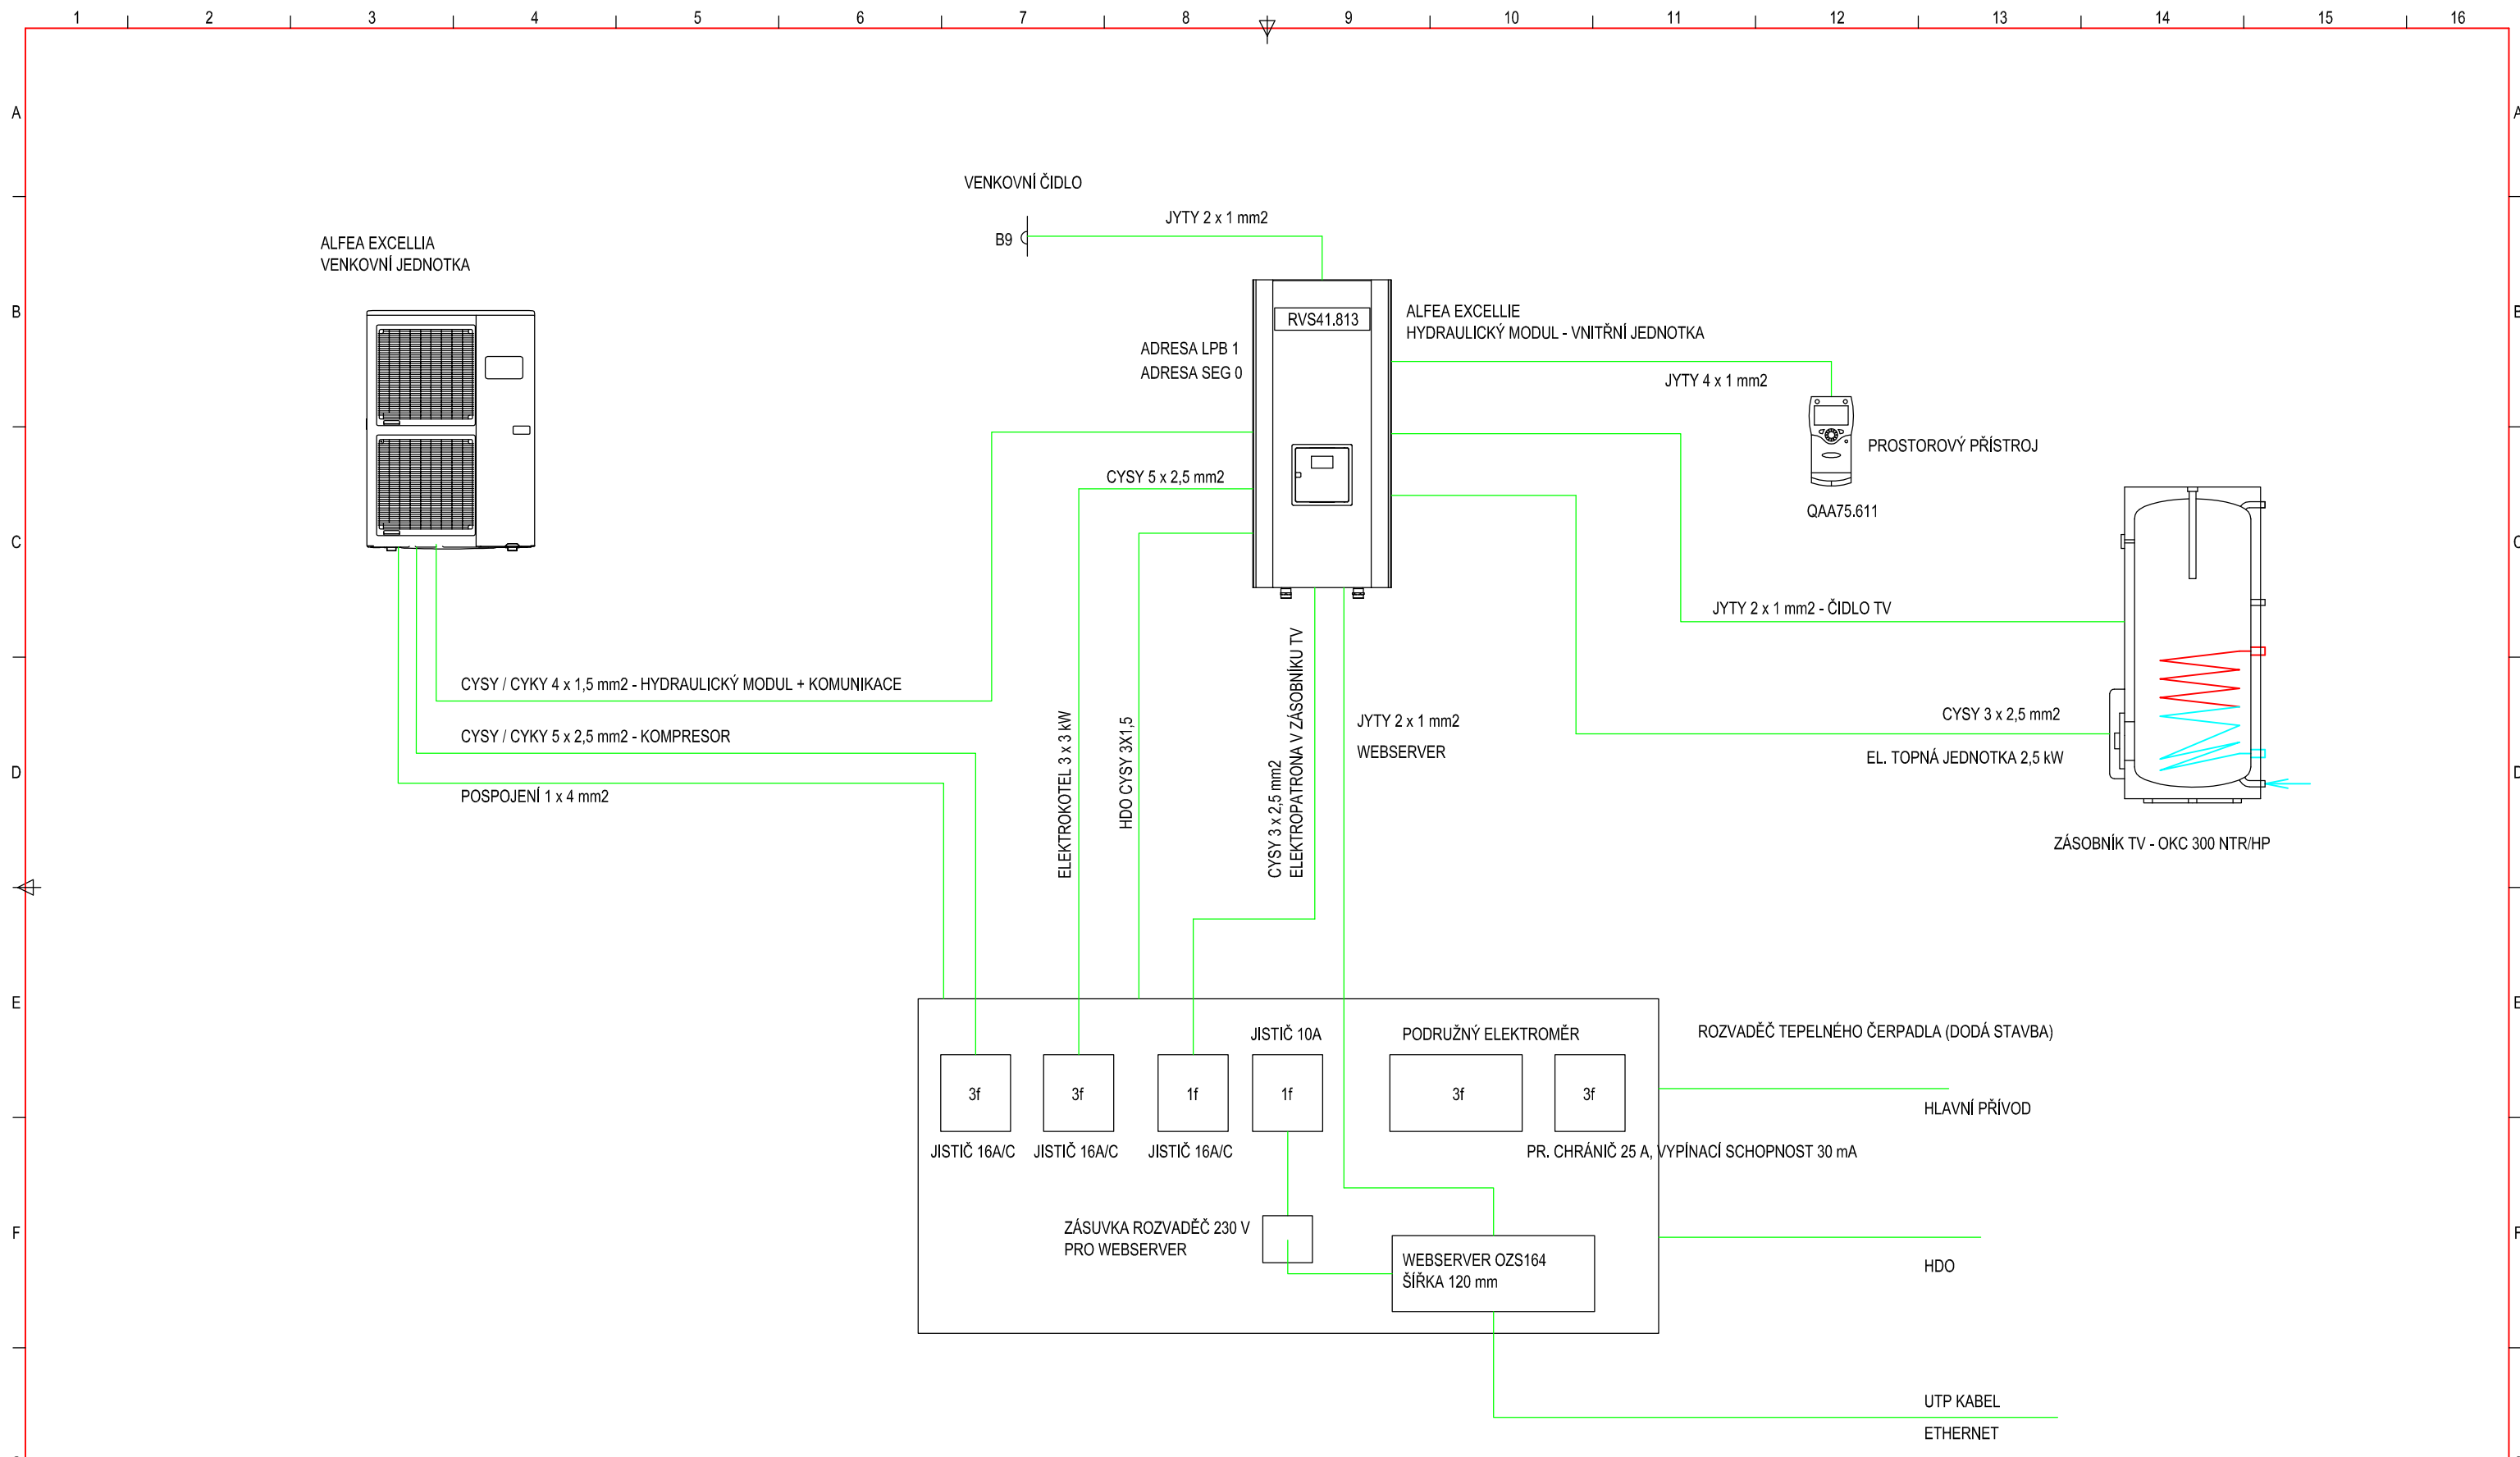 1 2 3 4 5 6 7 8 9 10 11 12 13 14 15 16
A A
VENKOVNÍ ČIDLO
JYTY 2 x 1 mm2
B9
ALFEA EXCELLIA
VENKOVNÍ JEDNOTKA
B
RVS41.813
ALFEA EXCELLIE
HYDRAULICKÝ MODUL - VNITŘNÍ JEDNOTKA
ADRESA LPB 1
ADRESA SEG 0
JYTY 4 x 1 mm2
PROSTOROVÝ PŘÍSTROJ
QAA75.611
CYSY 5 x 2,5 mm2
C
JYTY 2 x 1 mm2 - ČIDLO TV
CYSY / CYKY 4 x 1,5 mm2 - HYDRAULICKÝ MODUL + KOMUNIKACE
CYSY / CYKY 5 x 2,5 mm2 - KOMPRESOR
POSPOJENÍ 1 x 4 mm2
ELEKTROKOTEL 3 x 3 kW
HDO CYSY 3X1,5
CYSY 3 x 2,5 mm2
ELEKTROPATRONA V ZÁSOBNÍKU TV
JYTY 2 x 1 mm2
WEBSERVER
CYSY 3 x 2,5 mm2
EL. TOPNÁ JEDNOTKA 2,5 kW
D
ZÁSOBNÍK TV - OKC 300 NTR/HP
E
JISTIČ 10A
PODRUŽNÝ ELEKTROMĚR
ROZVADĚČ TEPELNÉHO ČERPADLA (DODÁ STAVBA)
3f 3f 1f 1f 3f 3f
HLAVNÍ PŘÍVOD
JISTIČ 16A/C JISTIČ 16A/C JISTIČ 16A/C
PR. CHRÁNIČ 25 A, VYPÍNACÍ SCHOPNOST 30 mA
F
ZÁSUVKA ROZVADĚČ 230 V
PRO WEBSERVER
WEBSERVER OZS164
ŠÍŘKA 120 mm
HDO
UTP KABEL
ETHERNET